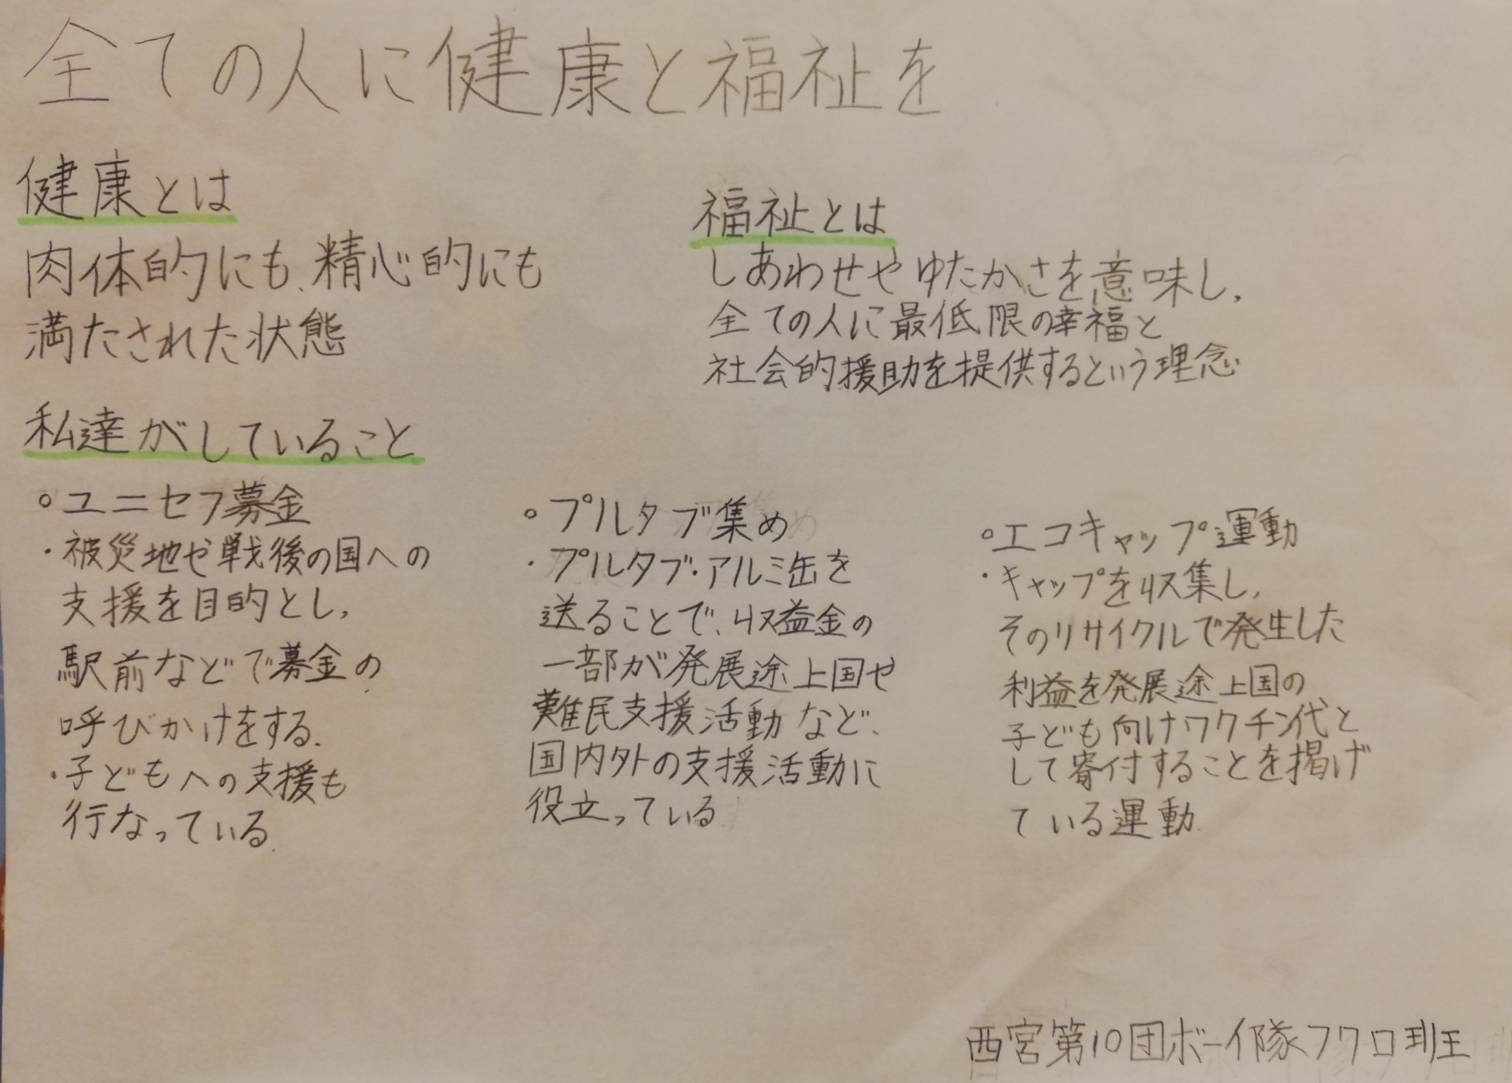 全ての人に健康と福祉を
健康とは
肉体的にも、精心的にも
満たされた状態
福祉とは
しあわせやゆたかさを意味し、
全ての人に最低限の幸福と
社会的援助を提供するという理念
私達がしていること
○ユニセフ募金
・被災地や戦後の国への
支援を目的とし、
駅前などで募金の
呼びかけをする。
・子どもへの支援も
行なっている。
○プルタブ集め
・プルタブ・アルミ缶を
送ることで、収益金の
一部が発展途上国や
難民支援活動など、
国内外の支援活動に
役立っている
○エコキャップ運動
・キャップを収集し、
そのリサイクルで発生した
利益を発展途上国の
子ども向けワクチン代と
して寄付することを掲げ
ている運動
西宮第10団ボーイ隊フクロ班